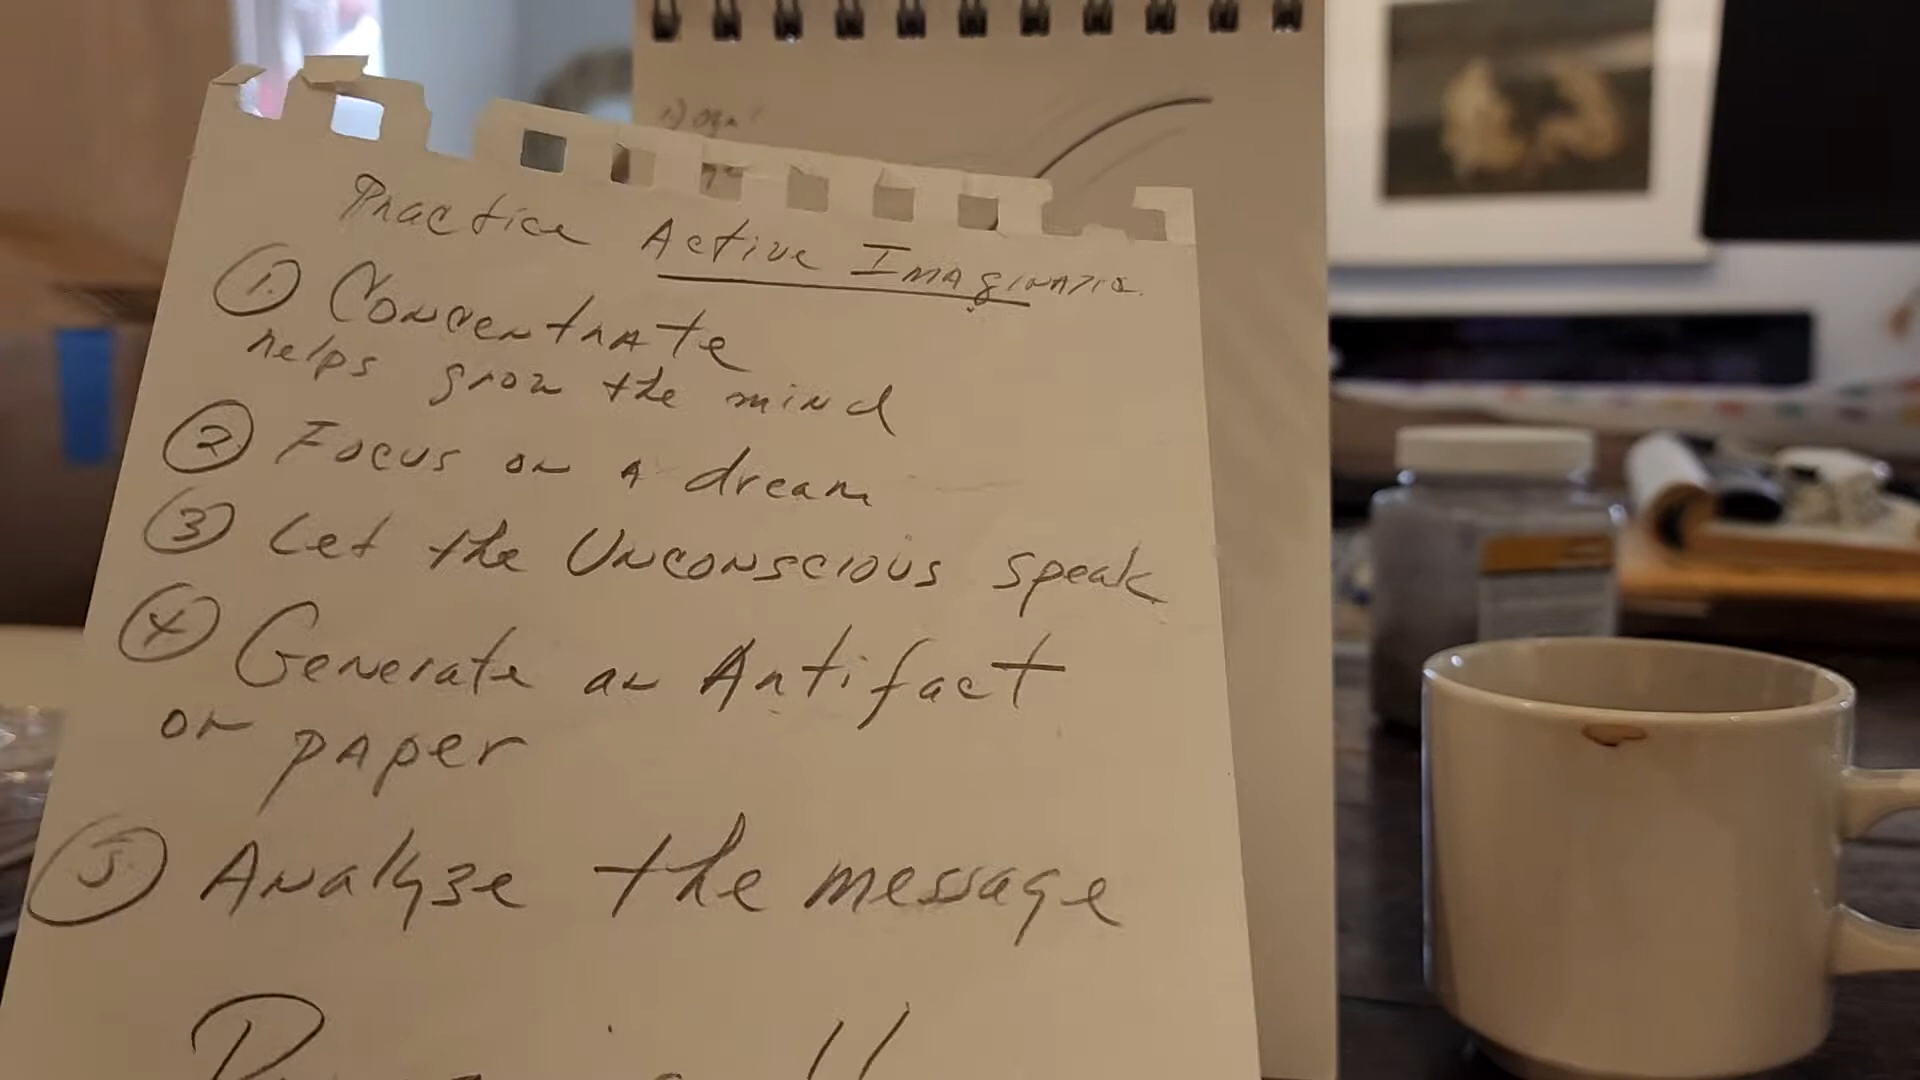 Practice Active Imaginatio.
1. Concentrate
helps grow the mind
2. Focus on a dream
3 Let the Unconscious speak
4 Generate an Artifact
on paper
5. Analyze the message